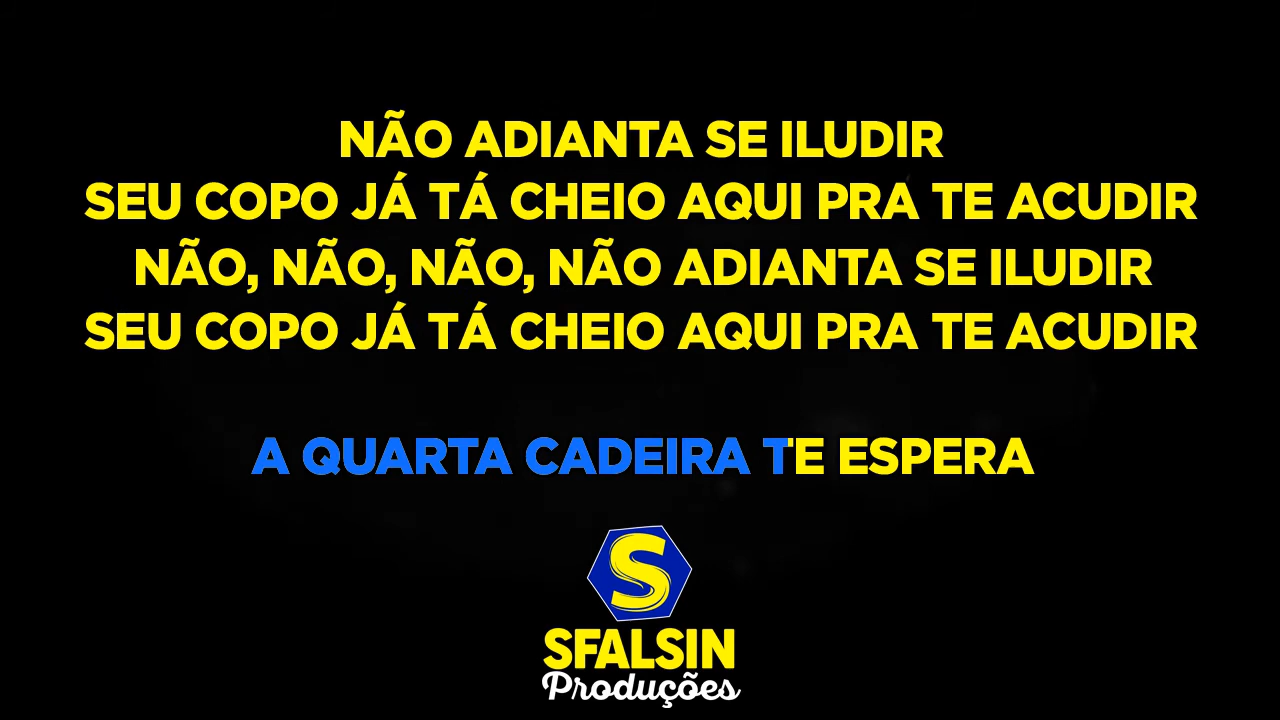 NÃO ADIANTA SE ILUDIR
SEU COPO JÁ TÁ CHEIO AQUI PRA TE ACUDIR
NÃO, NÃO, NÃO, NÃO ADIANTA SE ILUDIR
SEU COPO JÁ TÁ CHEIO AQUI PRA TE ACUDIR
A QUARTA CADEIRA TE ESPERA
S
SFALSIN
Produções